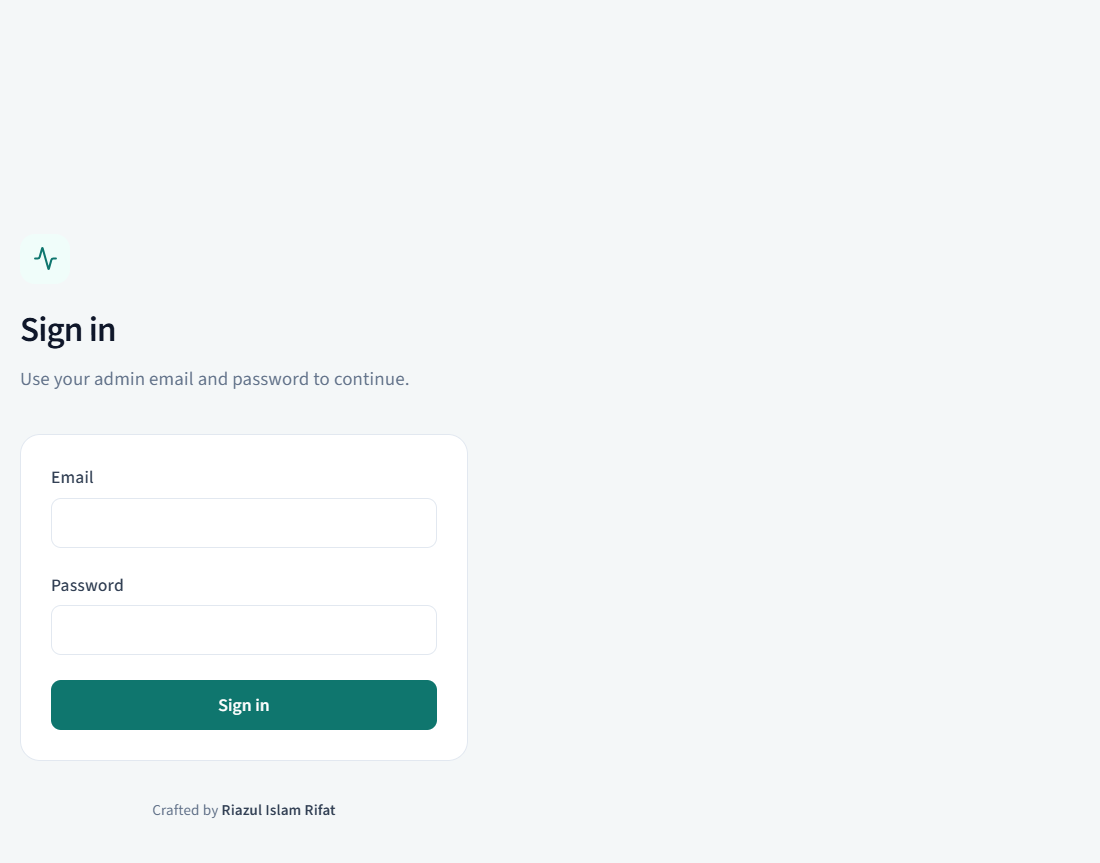 Sign in
Use your admin email and password to continue.
Email
Password
Sign in
Crafted by Riazul Islam Rifat